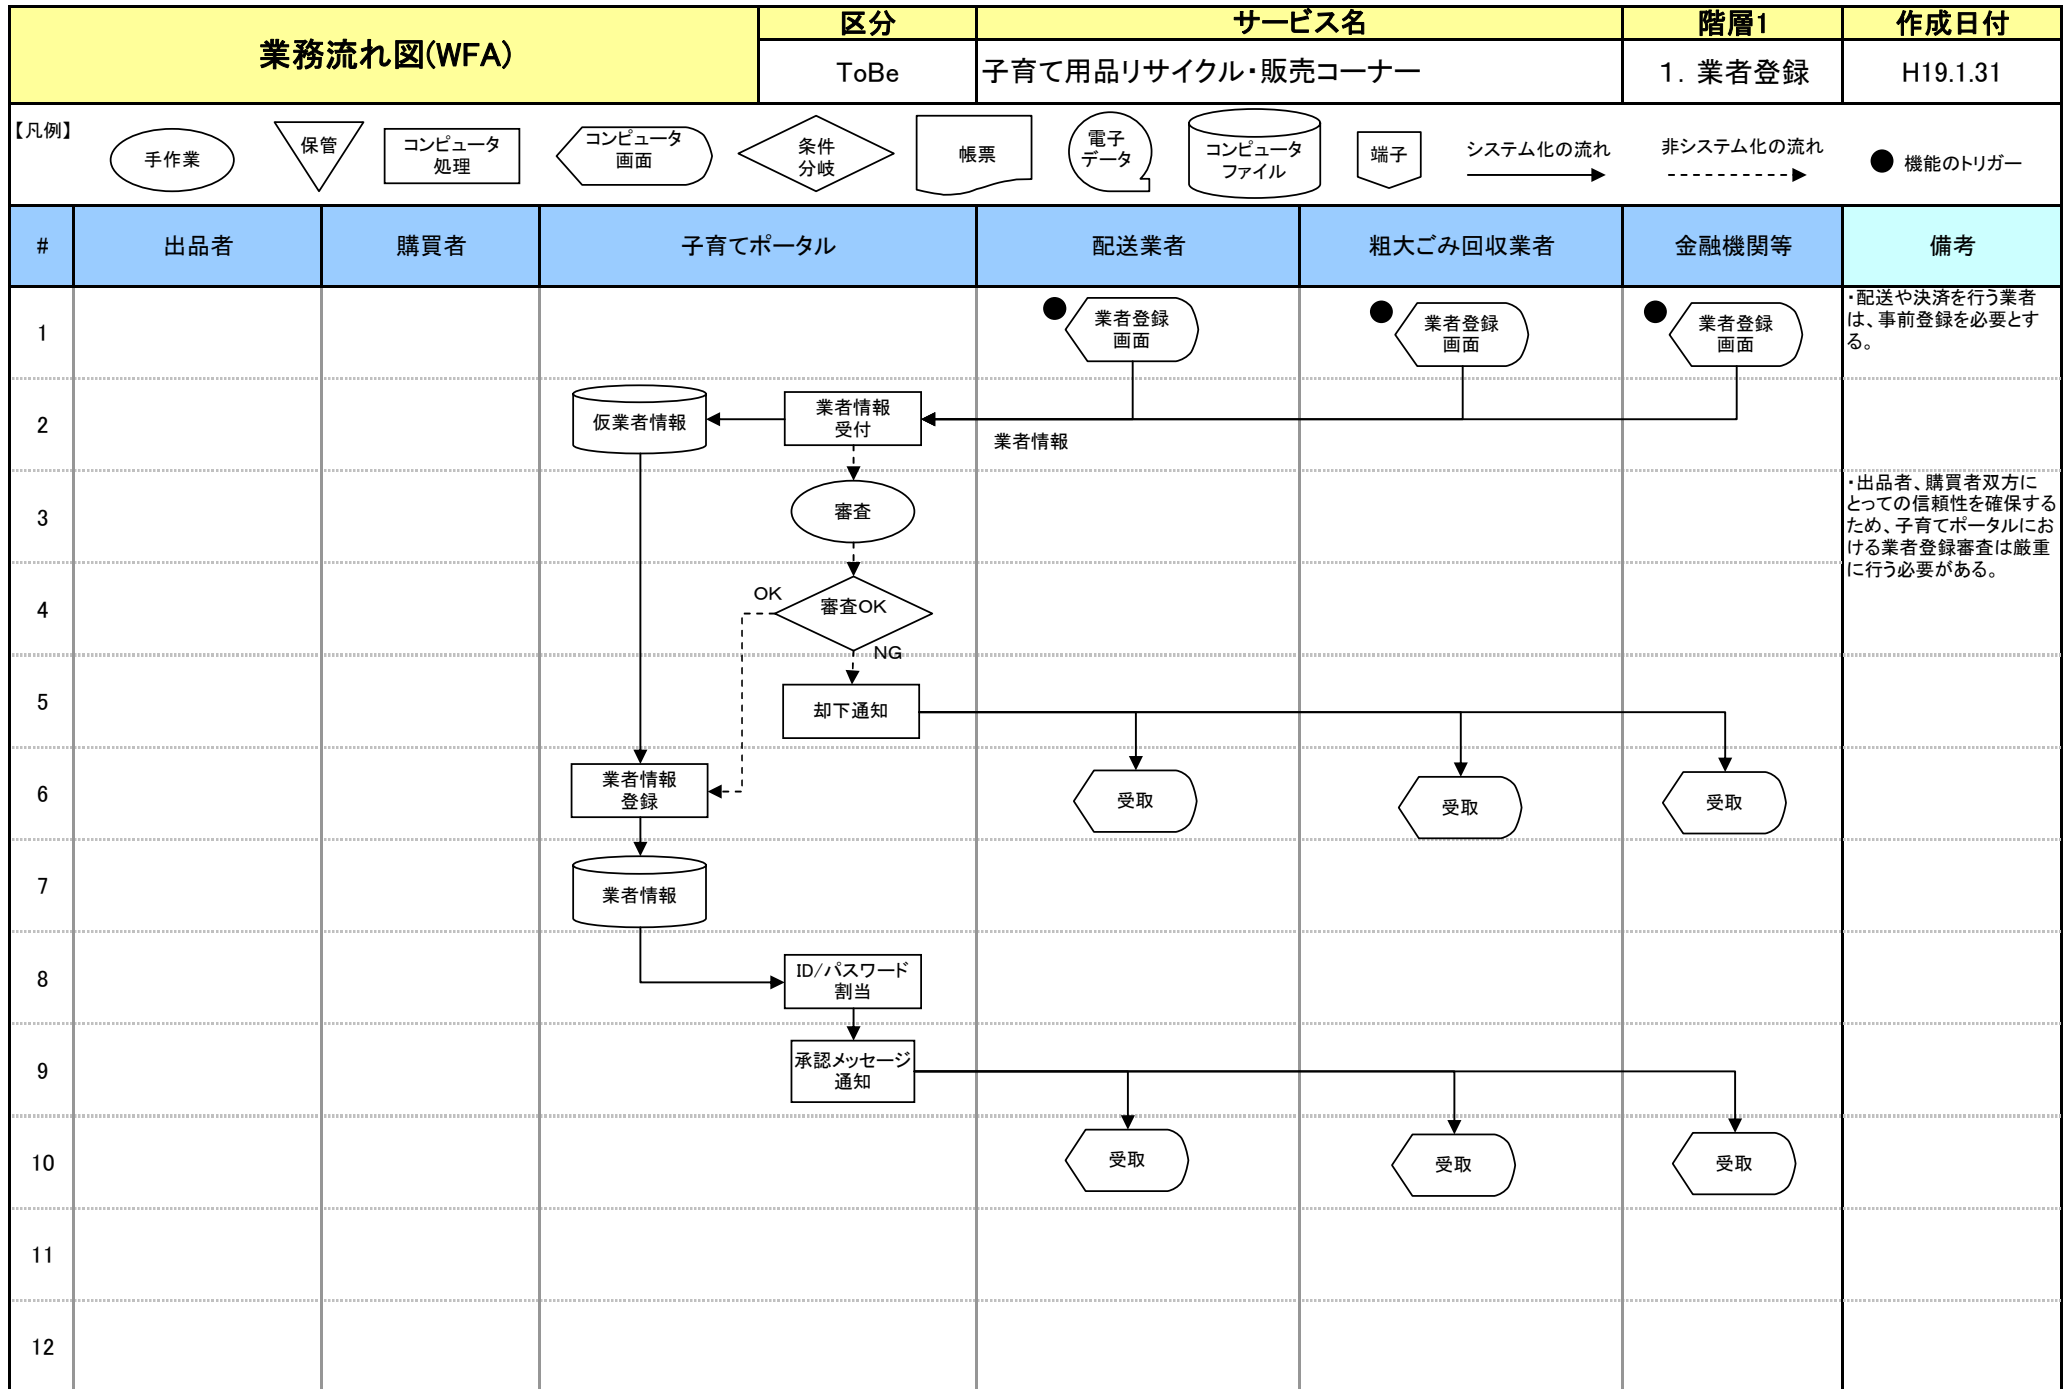 業務流れ図(WFA)
区分
サービス名
階層1
作成日付
ToBe
子育て用品リサイクル・販売コーナー
1. 業者登録
H19.1.31
【凡例】
手作業
保管
コンピュータ
処理
コンピュータ
画面
条件
分岐
帳票
電子
データ
コンピュータ
ファイル
端子
システム化の流れ
非システム化の流れ
機能のトリガー
#
出品者
購買者
子育てポータル
配送業者
粗大ごみ回収業者
金融機関等
備考
1
業者登録
画面
業者登録
画面
業者登録
画面
・配送や決済を行う業者
は、事前登録を必要とす
る。
2
仮業者情報
業者情報
受付
業者情報
3
審査
・出品者、購買者双方に
とっての信頼性を確保する
ため、子育てポータルにお
ける業者登録審査は厳重
に行う必要がある。
4
OK
審査OK
NG
5
却下通知
6
業者情報
登録
受取
受取
受取
7
業者情報
8
ID/パスワード
割当
9
承認メッセージ
通知
10
受取
受取
受取
11
12